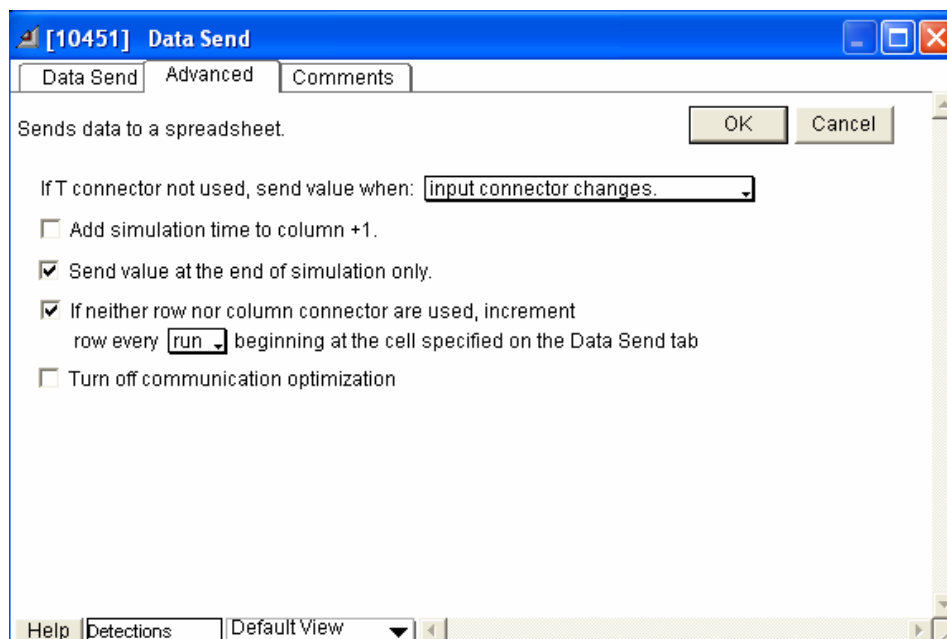 [10451] Data Send
Data Send Advanced Comments
Sends data to a spreadsheet. OK Cancel
If T connector not used, send value when: input connector changes.
Add simulation time to column +1.
Send value at the end of simulation only.
If neither row nor column connector are used, increment
row every run beginning at the cell specified on the Data Send tab
Turn off communication optimization
Help Detections Default View